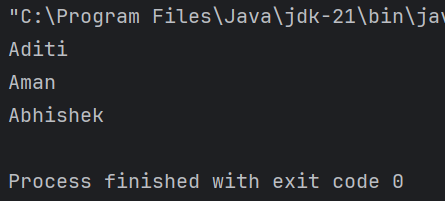 "C:\Program Files\Java\jdk-21\bin\jav
Aditi
Aman
Abhishek
Process finished with exit code 0